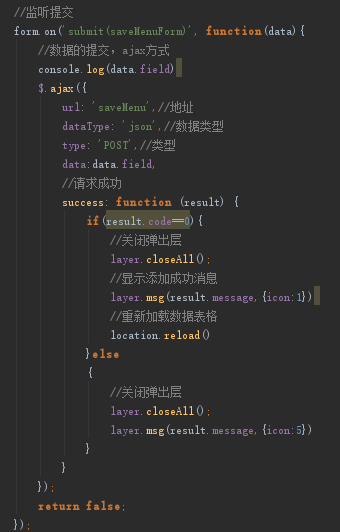 //监听提交
form.on('submit(saveMenuForm)', function(data){
//数据的提交，ajax方式
console.log(data.field)
$.ajax({
url: 'saveMenu',//地址
dataType: 'json',//数据类型
type: 'POST',//类型
data:data.field,
//请求成功
success: function (result) {
if(result.code==0){
//关闭弹出层
layer.closeAll();
//显示添加成功消息
layer.msg(result.message,{icon:1})
//重新加载数据表格
location.reload()
}else
{
//关闭弹出层
layer.closeAll();
layer.msg(result.message,{icon:5})
}
}
});
return false;
});